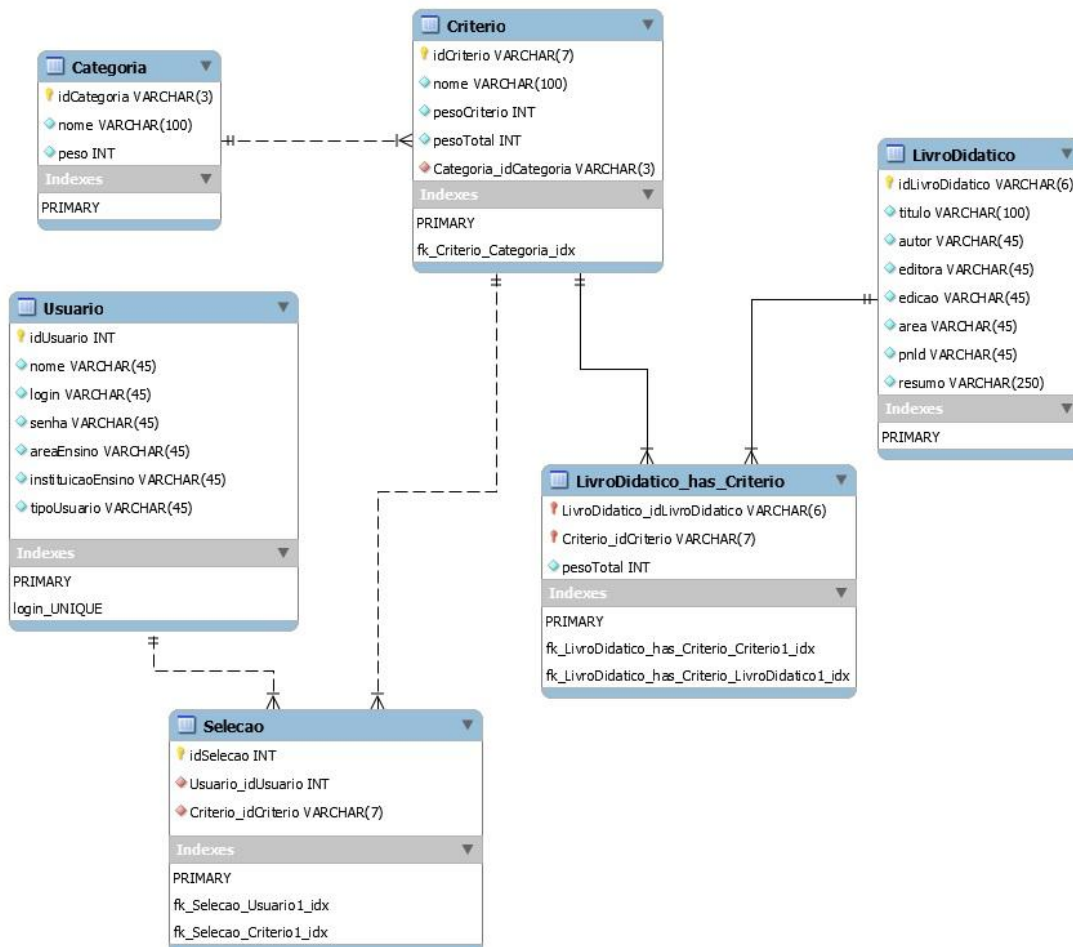 Categoria
idCategoria VARCHAR(3)
nome VARCHAR(100)
peso INT
Indexes
PRIMARY
Criterio
idCriterio VARCHAR(7)
nome VARCHAR(100)
pesoCriterio INT
pesoTotal INT
Categoria_idCategoria VARCHAR(3)
Indexes
PRIMARY
fk_Criterio_Categoria_idx
LivroDidatico
idLivroDidatico VARCHAR(6)
titulo VARCHAR(100)
autor VARCHAR(45)
editora VARCHAR(45)
edicao VARCHAR(45)
area VARCHAR(45)
pnld VARCHAR(45)
resumo VARCHAR(250)
Indexes
PRIMARY
Usuario
idUsuario INT
nome VARCHAR(45)
login VARCHAR(45)
senha VARCHAR(45)
areaEnsino VARCHAR(45)
instituicaoEnsino VARCHAR(45)
tipoUsuario VARCHAR(45)
Indexes
PRIMARY
login_UNIQUE
LivroDidatico_has_Criterio
LivroDidatico_idLivroDidatico VARCHAR(6)
Criterio_idCriterio VARCHAR(7)
pesoTotal INT
Indexes
PRIMARY
fk_LivroDidatico_has_Criterio_Criterio1_idx
fk_LivroDidatico_has_Criterio_LivroDidatico1_idx
Selecao
idSelecao INT
Usuario_idUsuario INT
Criterio_idCriterio VARCHAR(7)
Indexes
PRIMARY
fk_Selecao_Usuario1_idx
fk_Selecao_Criterio1_idx